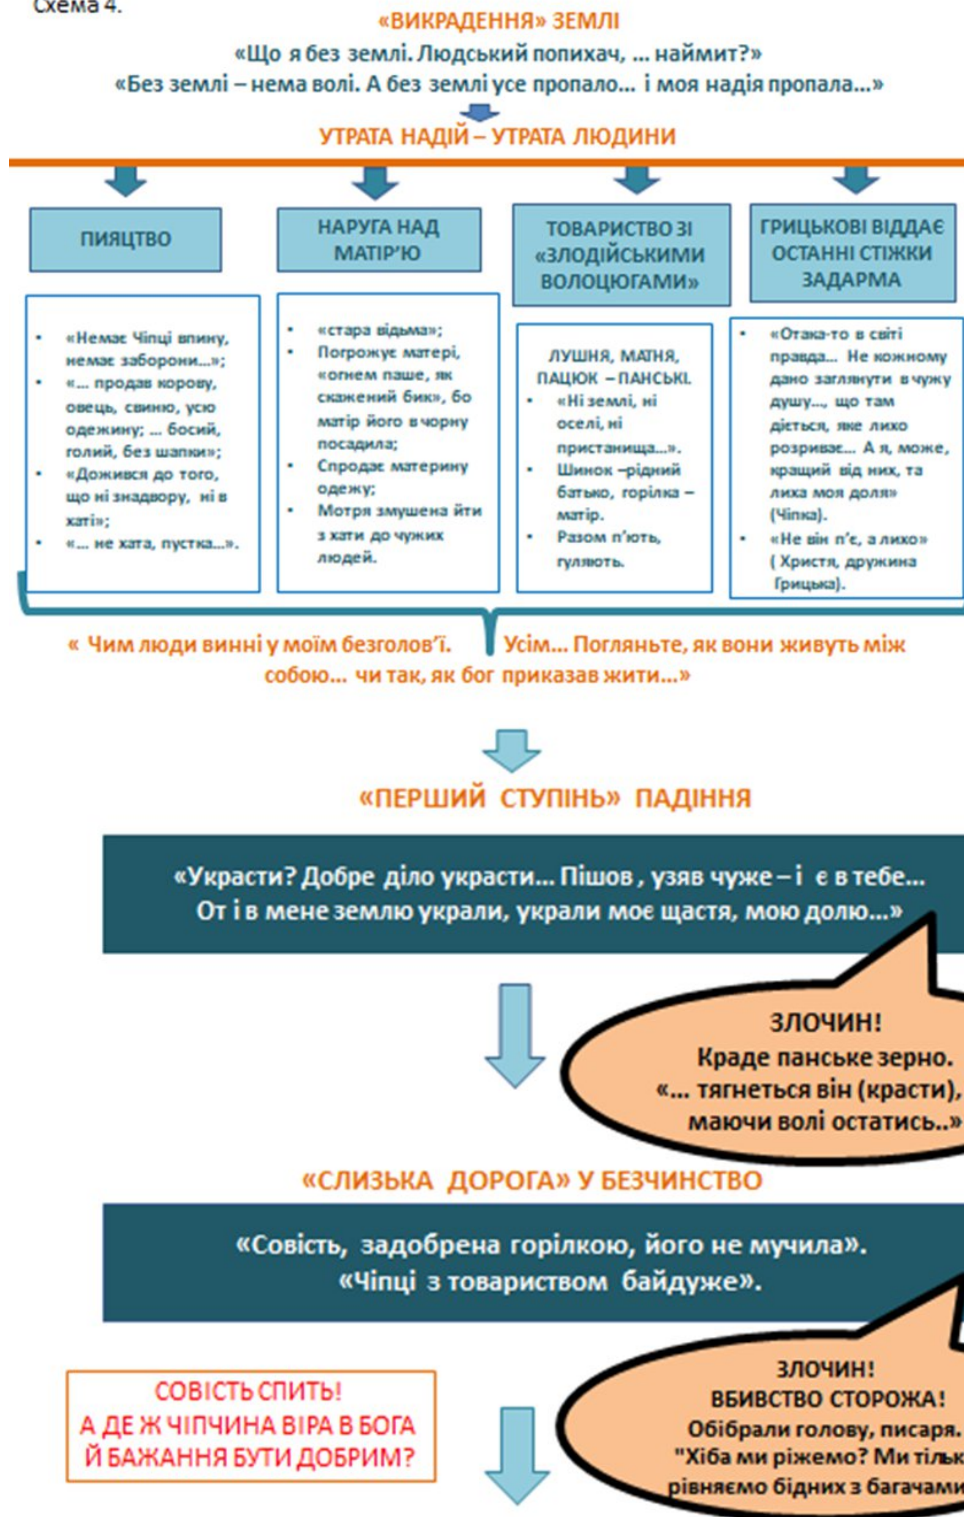 Схема 4.
«ВИКРАДЕННЯ» ЗЕМЛІ
«Що я без землі. Людський попихач, ... наймит?»
«Без землі – нема волі. А без землі усе пропало... і моя надія пропала...»
УТРАТА НАДІЙ – УТРАТА ЛЮДИНИ
ПИЯЦТВО
«Немає Чіпці впину,
немає заборони...»;
«... продав корову,
овець, свиню, усю
одежину; ... босий,
голий, без шапки»;
«Дожився до того,
що ні знадвору, ні в
хаті»;
«... не хата, пустка...».
НАРУГА НАД
МАТІР'Ю
«стара відьма»;
Погрожує матері,
«огнем паше, як
скажений бик», бо
матір його в чорну
посадила;
Спродає материну
одежу;
Мотря змушена йти
з хати до чужих
людей.
ТОВАРИСТВО ЗІ
«ЗЛОДІЙСЬКИМИ
ВОЛОЦЮГАМИ»
ЛУШНЯ, МАТНЯ,
ПАЦЮК – ПАНСЬКІ.
«Ні землі, ні
оселі, ні
пристанища...».
Шинок –рідний
батько, горілка –
матір.
Разом п'ють,
гуляють.
ГРИЦЬКОВІ ВІДДАЄ
ОСТАННІ СТІЖКИ
ЗАДАРМА
«Отака-то в світі
правда... Не кожному
дано заглянути в чужу
душу..., що там
діється, яке лихо
розриває... А я, може,
кращий від них, та
лиха моя доля»
(Чіпка).
«Не він п'є, а лихо»
( Христя, дружина
Грицька).
« Чим люди винні у моїм безголов'ї. Усім... Погляньте, як вони живуть між
собою... чи так, як бог приказав жити...»
«ПЕРШИЙ СТУПІНЬ» ПАДІННЯ
«Украсти? Добре діло украсти... Пішов , узяв чуже – і є в тебе...
От і в мене землю украли, украли моє щастя, мою долю...»
ЗЛОЧИН!
Краде панське зерно.
«... тягнеться він (красти),
маючи волі остатись..»
«СЛИЗЬКА ДОРОГА» У БЕЗЧИНСТВО
«Совість, задобрена горілкою, його не мучила».
«Чіпці з товариством байдуже».
ЗЛОЧИН!
ВБИВСТВО СТОРОЖА!
Обібрали голову, писаря.
"Хіба ми ріжемо? Ми тільк
рівняємо бідних з багачами
СОВІСТЬ СПИТЬ!
А ДЕ Ж ЧІПЧИНА ВІРА В БОГА
Й БАЖАННЯ БУТИ ДОБРИМ?